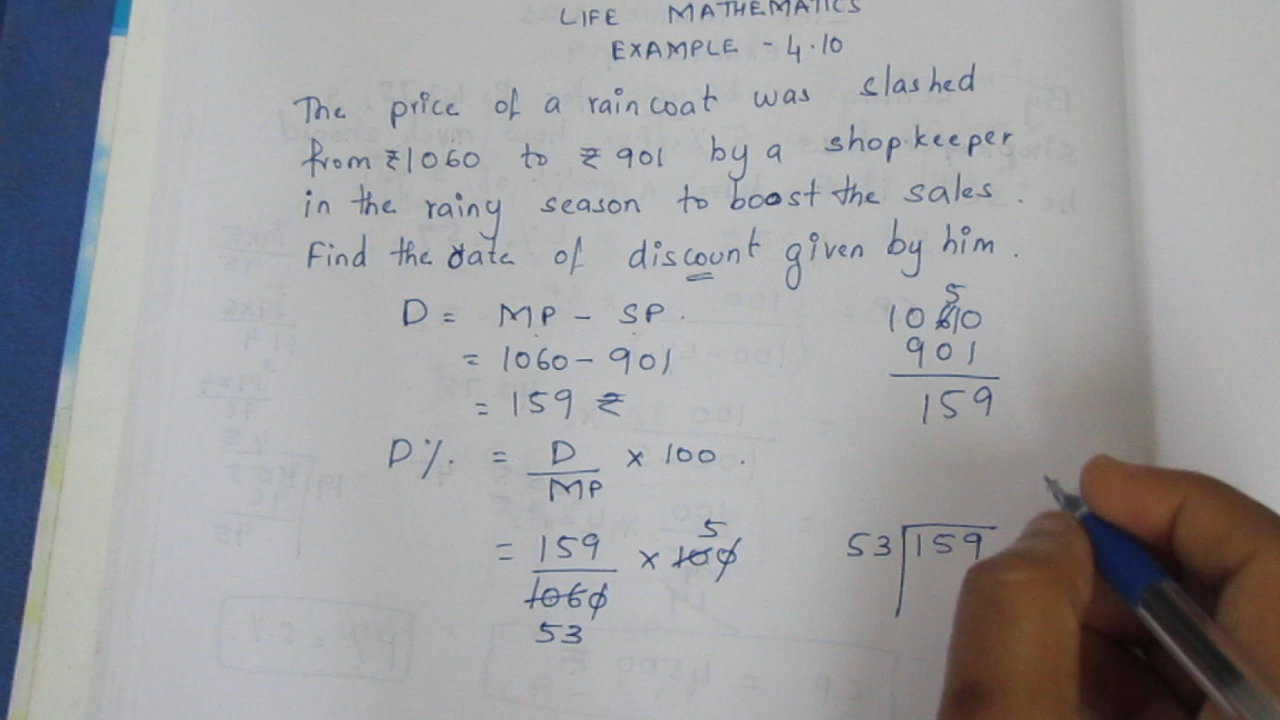 LIFE MATHEMATICS
EXAMPLE - 4.10
The price of a raincoat was slashed
from ₹1060 to ₹901 by a shopkeeper
in the rainy season to boost the sales.
Find the rate of discount given by him.
D = MP - SP.
= 1060 - 901
= 159 ₹
5
1060
901
159
D% = D/MP × 100.
= 159/1060 × 100
5
53
53 159